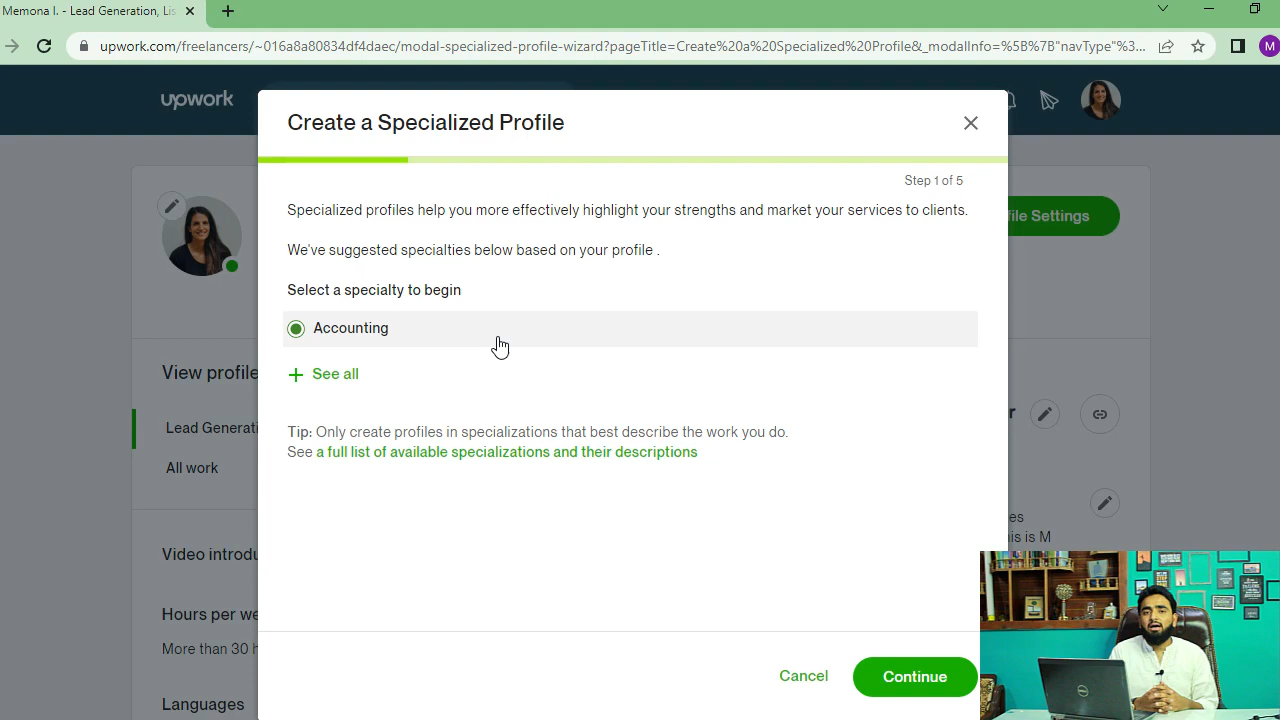 Memona I. - Lead Generation, Lis
upwork.com/freelancers/~016a8a80834df4daec/modal-specialized-profile-wizard?pageTitle=Create%20a%20Specialized%20Profile&_modalInfo=%5B%7B"navType"%3...
M
upwork
Create a Specialized Profile
Step 1 of 5
Specialized profiles help you more effectively highlight your strengths and market your services to clients.
file Settings
We've suggested specialties below based on your profile .
Select a specialty to begin
Accounting
See all
View profile
Lead Generati
r
Tip: Only create profiles in specializations that best describe the work you do.
See a full list of available specializations and their descriptions
All work
es
is is M
Video introdu
Hours per we
More than 30 h
Languages
Cancel
Continue